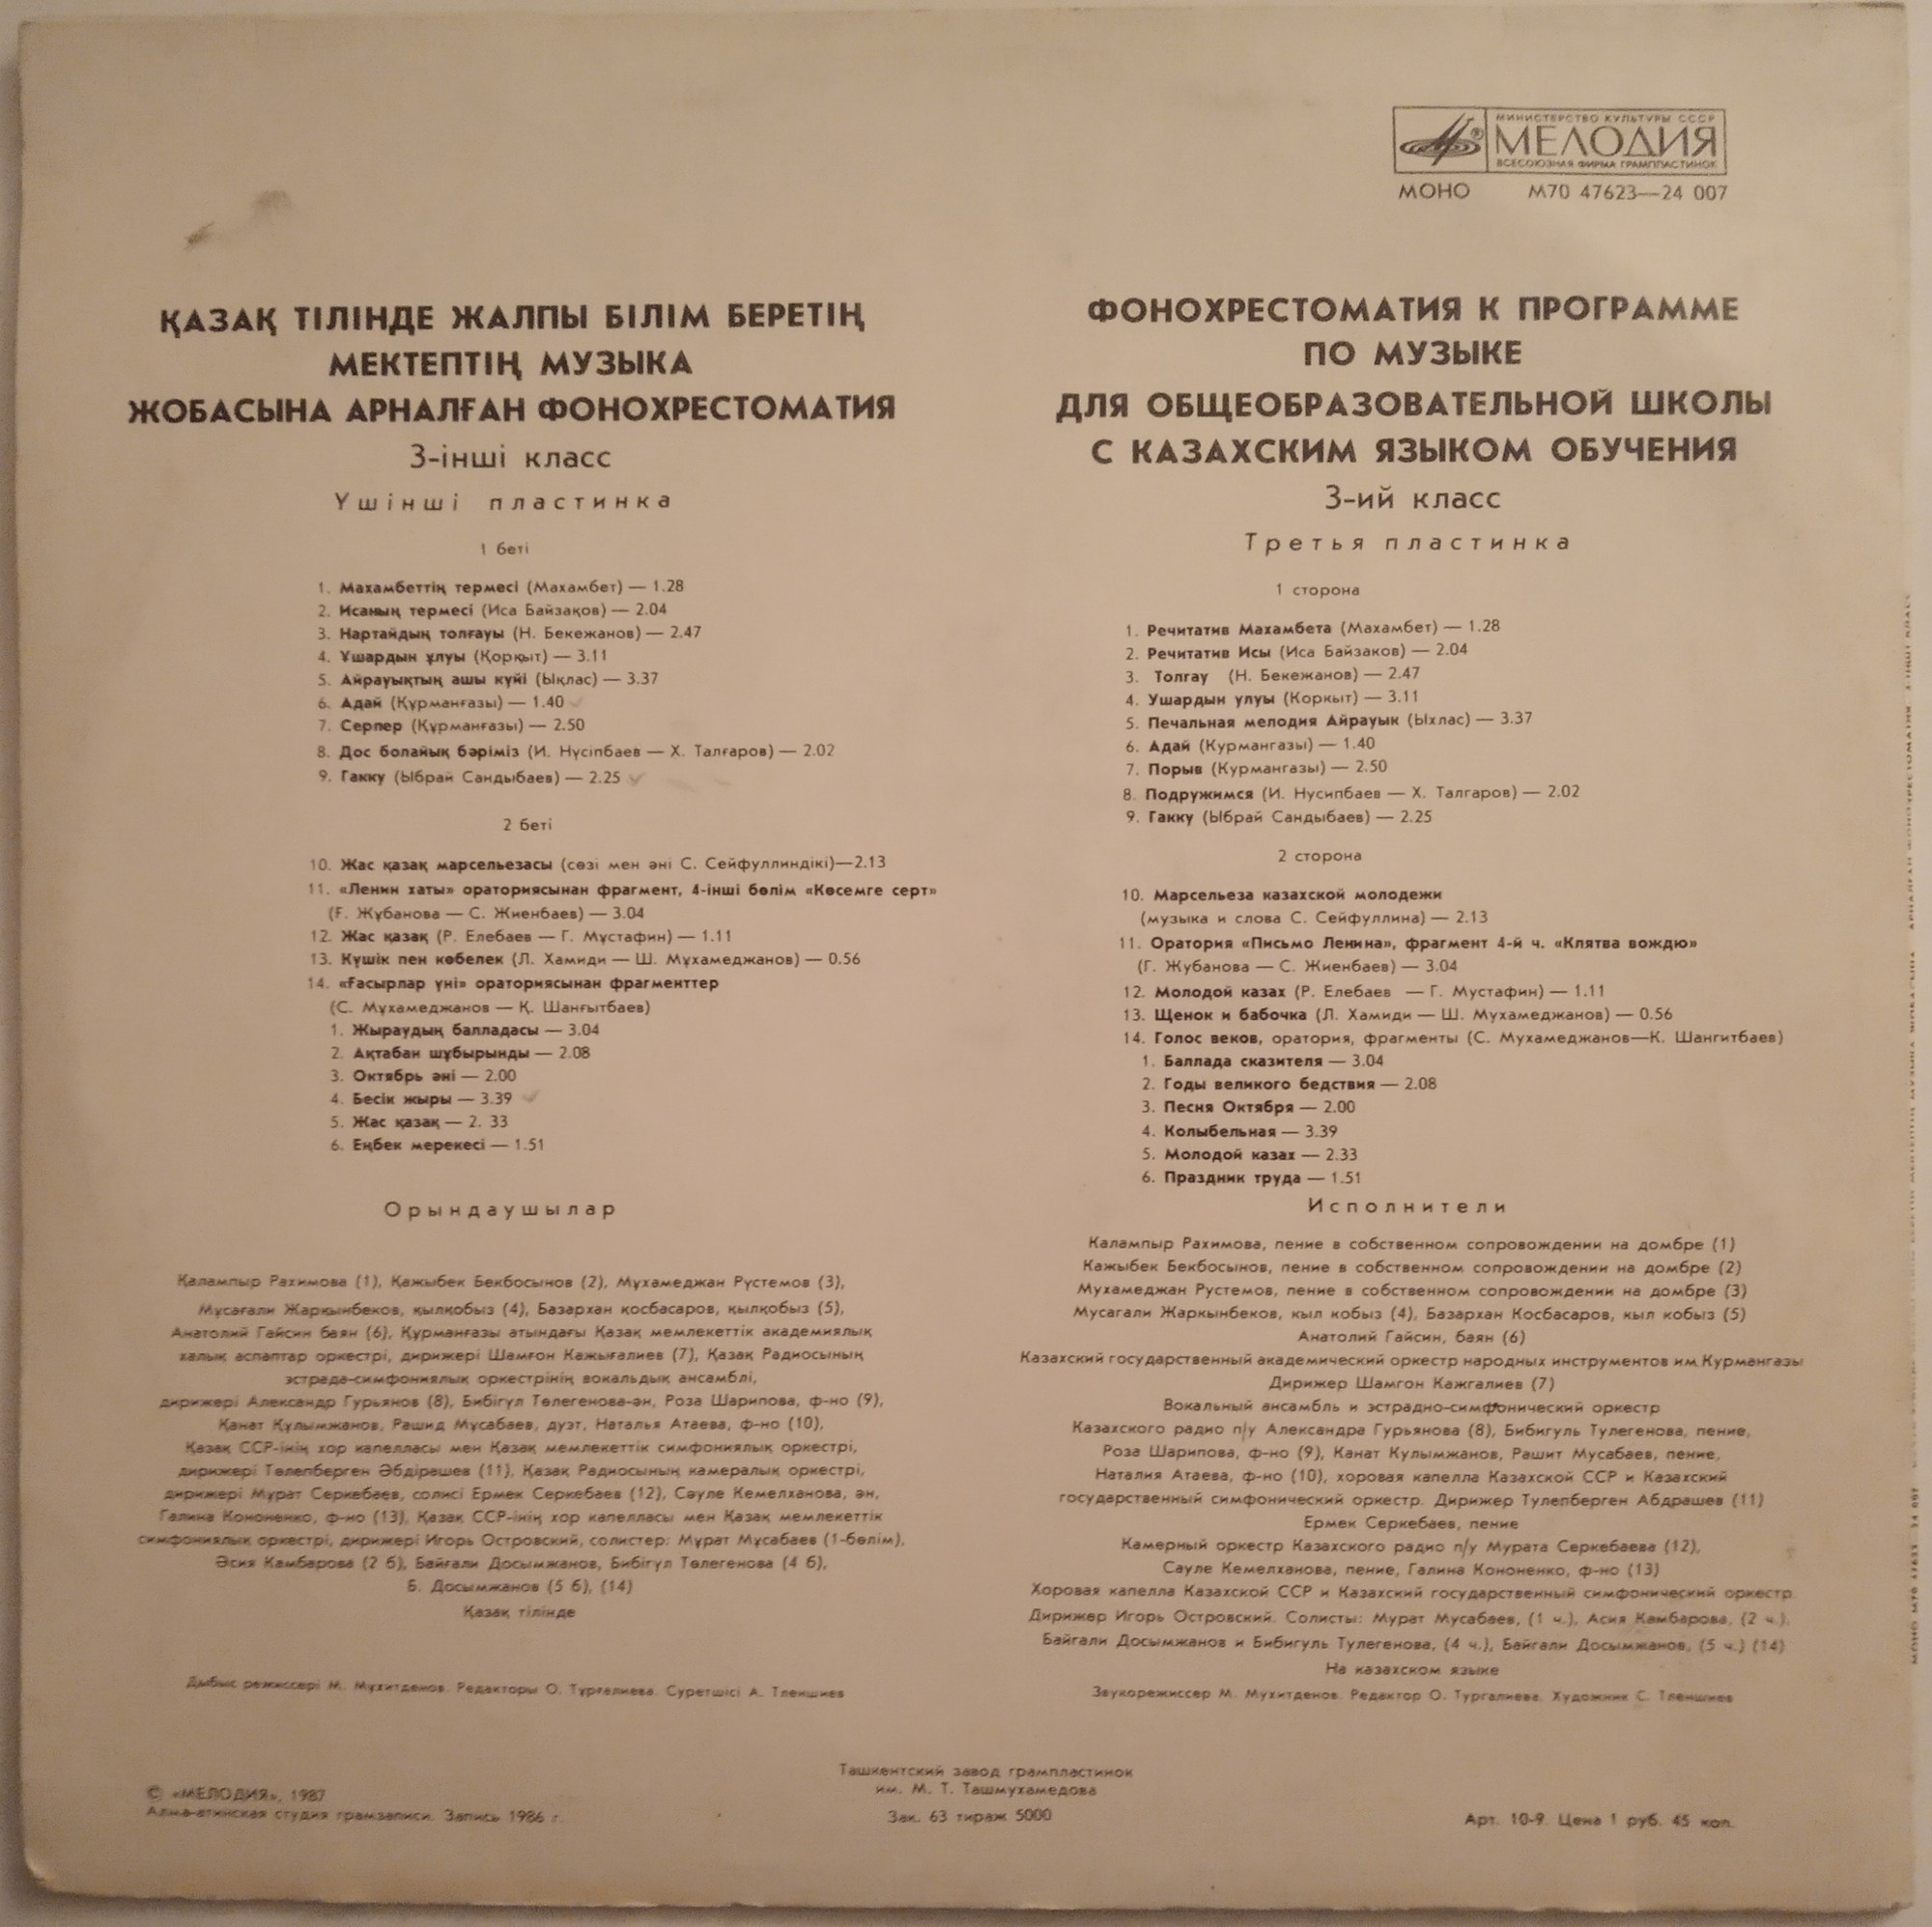 МИНИСТЕРСТВО КУЛЬТУРЫ СССР
МЕЛОДИЯ
ВСЕСОЮЗНАЯ ФИРМА ГРАМПЛАСТИНОК
МОНО М70 47623—24 007
ҚАЗАҚ ТІЛІНДЕ ЖАЛПЫ БІЛІМ БЕРЕТІҢ
МЕКТЕПТІҢ МУЗЫКА
ЖОБАСЫНА АРНАЛҒАН ФОНОХРЕСТОМАТИЯ
3-інші класс
Үшінші пластинка
1 беті
1. Махамбеттің термесі (Махамбет) — 1.28
2. Исаның термесі (Иса Байзақов) — 2.04
3. Нартайдың толғауы (Н. Бекежанов) — 2.47
4. Ұшардын ұлуы (Қорқыт) — 3.11
5. Айрауықтың ашы күйі (Ықлас) — 3.37
6. Адай (Құрманғазы) — 1.40
7. Серпер (Құрманғазы) — 2.50
8. Дос болайық бәріміз (И. Нүсіпбаев — Х. Талғаров) — 2.02
9. Гакку (Ыбрай Сандыбаев) — 2.25
2 беті
10. Жас қазақ марсельезасы (сөзі мен әні С. Сейфуллиндікі)—2.13
11. «Ленин хаты» ораториясынан фрагмент, 4-інші бөлім «Көсемге серт»
(Ғ. Жұбанова — С. Жиенбаев) — 3.04
12. Жас қазақ (Р. Елебаев — Г. Мұстафин) — 1.11
13. Күшік пен көбелек (Л. Хамиди — Ш. Мұхамеджанов) — 0.56
14. «Ғасырлар үні» ораториясынан фрагменттер
(С. Мұхамеджанов — Қ. Шанғытбаев)
1. Жыраудың балладасы — 3.04
2. Ақтабан шұбырынды — 2.08
3. Октябрь әні — 2.00
4. Бесік жыры — 3.39
5. Жас қазақ — 2. 33
6. Еңбек мерекесі — 1.51
Орындаушылар
Қалампыр Рахимова (1), Қажыбек Бекбосынов (2), Мұхамеджан Рүстемов (3),
Мұсағали Жарқынбеков, қылқобыз (4), Базархан қосбасаров, қылқобыз (5),
Анатолий Гайсин баян (6), Құрманғазы атындағы Қазақ мемлекеттік академиялық
халық аспаптар оркестрі, дирижері Шамғон Қажығалиев (7), Қазақ Радиосының
эстрада-симфониялық оркестрінің вокальдық ансамблі,
дирижері Александр Гурьянов (8), Бибігүл Төлегенова-ән, Роза Шарипова, ф-но (9),
Қанат Құлымжанов, Рашид Мұсабаев, дуэт, Наталья Атаева, ф-но (10),
Қазақ ССР-інің хор капелласы мен Қазақ мемлекеттік симфониялық оркестрі,
дирижері Төлепберген Әбдірашев (11), Қазақ Радиосының камералық оркестрі,
дирижері Мұрат Серкебаев, солисі Ермек Серкебаев (12), Сәуле Кемелханова, ән,
Галина Кононенко, ф-но (13), Қазақ ССР-інің хор капелласы мен Қазақ мемлекеттік
симфониялық оркестрі, дирижері Игорь Островский, солистер: Мұрат Мұсабаев (1-бөлім),
Әсия Камбарова (2 б), Байғали Досымжанов, Бибігүл Төлегенова (4 б),
Б. Досымжанов (5 б), (14)
Қазақ тілінде
Дыбыс режиссері М. Мұхитденов. Редакторы О. Тұрғалиева. Суретшісі А. Тленшиев
ФОНОХРЕСТОМАТИЯ К ПРОГРАММЕ
ПО МУЗЫКЕ
ДЛЯ ОБЩЕОБРАЗОВАТЕЛЬНОЙ ШКОЛЫ
С КАЗАХСКИМ ЯЗЫКОМ ОБУЧЕНИЯ
3-ий класс
Третья пластинка
1 сторона
1. Речитатив Махамбета (Махамбет) — 1.28
2. Речитатив Исы (Иса Байзаков) — 2.04
3. Толгау (Н. Бекежанов) — 2.47
4. Ушардын улуы (Коркыт) — 3.11
5. Печальная мелодия Айрауык (Ыхлас) — 3.37
6. Адай (Курмангазы) — 1.40
7. Порыв (Курмангазы) — 2.50
8. Подружимся (И. Нусипбаев — Х. Талгаров) — 2.02
9. Гакку (Ыбрай Сандыбаев) — 2.25
2 сторона
10. Марсельеза казахской молодежи
(музыка и слова С. Сейфуллина) — 2.13
11. Оратория «Письмо Ленина», фрагмент 4-й ч. «Клятва вождю»
(Г. Жубанова — С. Жиенбаев) — 3.04
12. Молодой казах (Р. Елебаев — Г. Мустафин) — 1.11
13. Щенок и бабочка (Л. Хамиди — Ш. Мухамеджанов) — 0.56
14. Голос веков, оратория, фрагменты (С. Мухамеджанов—К. Шангитбаев)
1. Баллада сказителя — 3.04
2. Годы великого бедствия — 2.08
3. Песня Октября — 2.00
4. Колыбельная — 3.39
5. Молодой казах — 2.33
6. Праздник труда — 1.51
Исполнители
Калампыр Рахимова, пение в собственном сопровождении на домбре (1)
Кажыбек Бекбосынов, пение в собственном сопровождении на домбре (2)
Мухамеджан Рустемов, пение в собственном сопровождении на домбре (3)
Мусагали Жаркынбеков, кыл кобыз (4), Базархан Косбасаров, кыл кобыз (5)
Анатолий Гайсин, баян (6)
Казахский государственный академический оркестр народных инструментов им.Курмангазы
Дирижер Шамгон Кажгалиев (7)
Вокальный ансамбль и эстрадно-симфонический оркестр
Казахского радио п/у Александра Гурьянова (8), Бибигуль Тулегенова, пение,
Роза Шарипова, ф-но (9), Канат Кулымжанов, Рашит Мусабаев, пение,
Наталия Атаева, ф-но (10), хоровая капелла Казахской ССР и Казахский
государственный симфонический оркестр. Дирижер Тулепберген Абдрашев (11)
Ермек Серкебаев, пение
Камерный оркестр Казахского радио п/у Мурата Серкебаева (12),
Сауле Кемелханова, пение, Галина Кононенко, ф-но (13)
Хоровая капелла Казахской ССР и Казахский государственный симфонический оркестр.
Дирижер Игорь Островский. Солисты: Мурат Мусабаев, (1 ч.), Асия Камбарова, (2 ч.),
Байгали Досымжанов и Бибигуль Тулегенова, (4 ч.), Байгали Досымжанов, (5 ч.) (14)
На казахском языке
Звукорежиссер М. Мухитденов. Редактор О. Тургалиева. Художник С. Тленшиев
© «МЕЛОДИЯ», 1987
Алма-атинская студия грамзаписи. Запись 1986 г.
Ташкентский завод грампластинок
им. М. Т. Ташмухамедова
Зак. 63 тираж 5000
Арт. 10-9. Цена 1 руб. 45 коп.